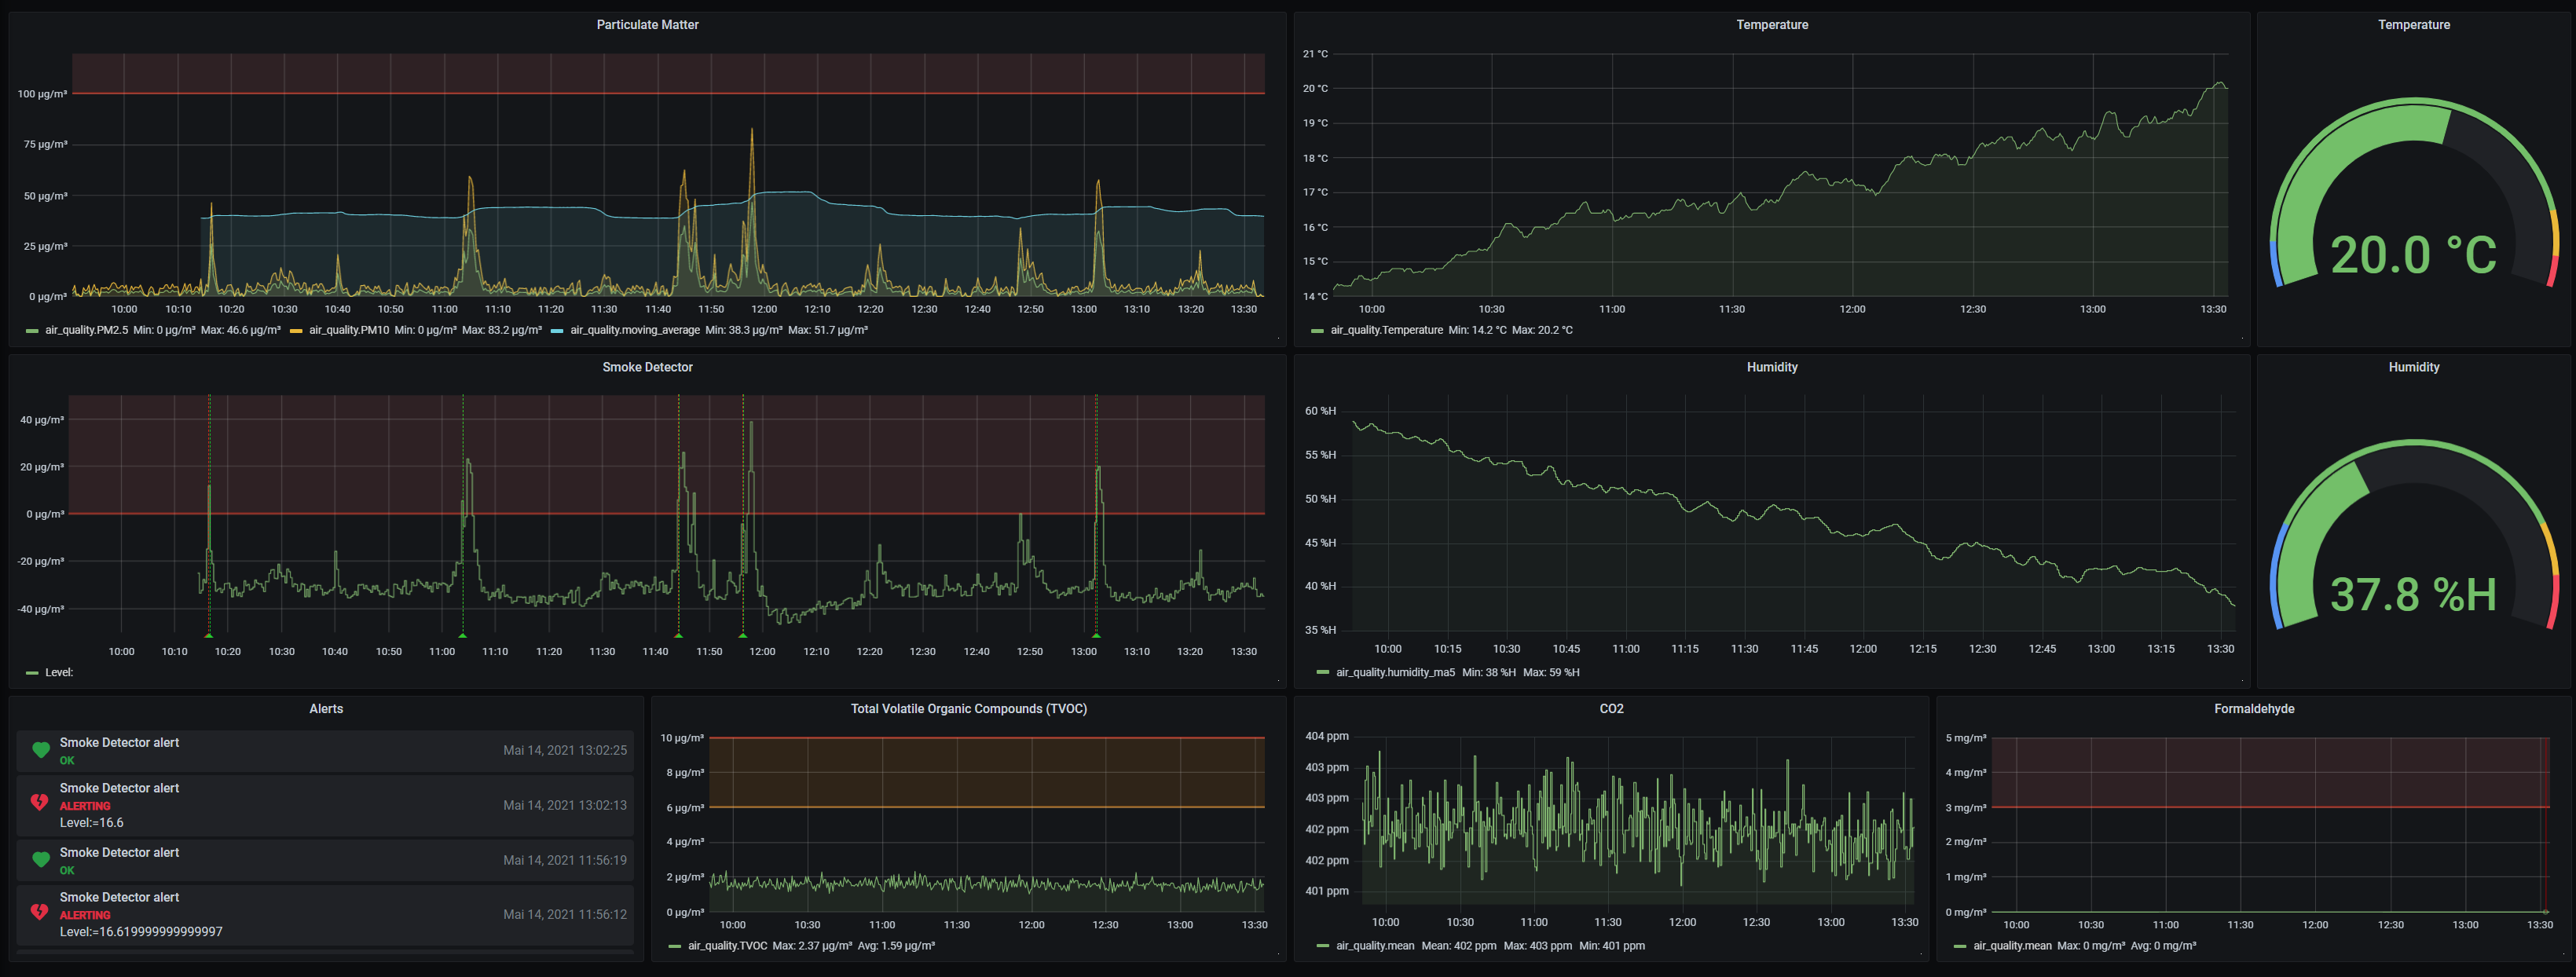 Particulate Matter
100 μg/m³
75 μg/m³
50 μg/m³
25 μg/m³
0 μg/m³
10:00 10:10 10:20 10:30 10:40 10:50 11:00 11:10 11:20 11:30 11:40 11:50 12:00 12:10 12:20 12:30 12:40 12:50 13:00 13:10 13:20 13:30
air_quality.PM2.5 Min: 0 μg/m³ Max: 46.6 μg/m³ air_quality.PM10 Min: 0 μg/m³ Max: 83.2 μg/m³ air_quality.moving_average Min: 38.3 μg/m³ Max: 51.7 μg/m³
Temperature
21 °C
20 °C
19 °C
18 °C
17 °C
16 °C
15 °C
14 °C
10:00 10:30 11:00 11:30 12:00 12:30 13:00 13:30
air_quality.Temperature Min: 14.2 °C Max: 20.2 °C
Temperature
20.0 °C
Smoke Detector
40 μg/m³
20 μg/m³
0 μg/m³
-20 μg/m³
-40 μg/m³
10:00 10:10 10:20 10:30 10:40 10:50 11:00 11:10 11:20 11:30 11:40 11:50 12:00 12:10 12:20 12:30 12:40 12:50 13:00 13:10 13:20 13:30
Level:
Humidity
60 %H
55 %H
50 %H
45 %H
40 %H
35 %H
10:00 10:15 10:30 10:45 11:00 11:15 11:30 11:45 12:00 12:15 12:30 12:45 13:00 13:15 13:30
air_quality.humidity_ma5 Min: 38 %H Max: 59 %H
Humidity
37.8 %H
Alerts
Smoke Detector alert
OK
Mai 14, 2021 13:02:25
Smoke Detector alert
ALERTING
Level:=16.6
Mai 14, 2021 13:02:13
Smoke Detector alert
OK
Mai 14, 2021 11:56:19
Smoke Detector alert
ALERTING
Level:=16.619999999999997
Mai 14, 2021 11:56:12
Total Volatile Organic Compounds (TVOC)
10 μg/m³
8 μg/m³
6 μg/m³
4 μg/m³
2 μg/m³
0 μg/m³
10:00 10:30 11:00 11:30 12:00 12:30 13:00 13:30
air_quality.TVOC Max: 2.37 μg/m³ Avg: 1.59 μg/m³
CO2
404 ppm
403 ppm
403 ppm
402 ppm
402 ppm
401 ppm
10:00 10:30 11:00 11:30 12:00 12:30 13:00 13:30
air_quality.mean Mean: 402 ppm Max: 403 ppm Min: 401 ppm
Formaldehyde
5 mg/m³
4 mg/m³
3 mg/m³
2 mg/m³
1 mg/m³
0 mg/m³
10:00 10:30 11:00 11:30 12:00 12:30 13:00 13:30
air_quality.mean Max: 0 mg/m³ Avg: 0 mg/m³